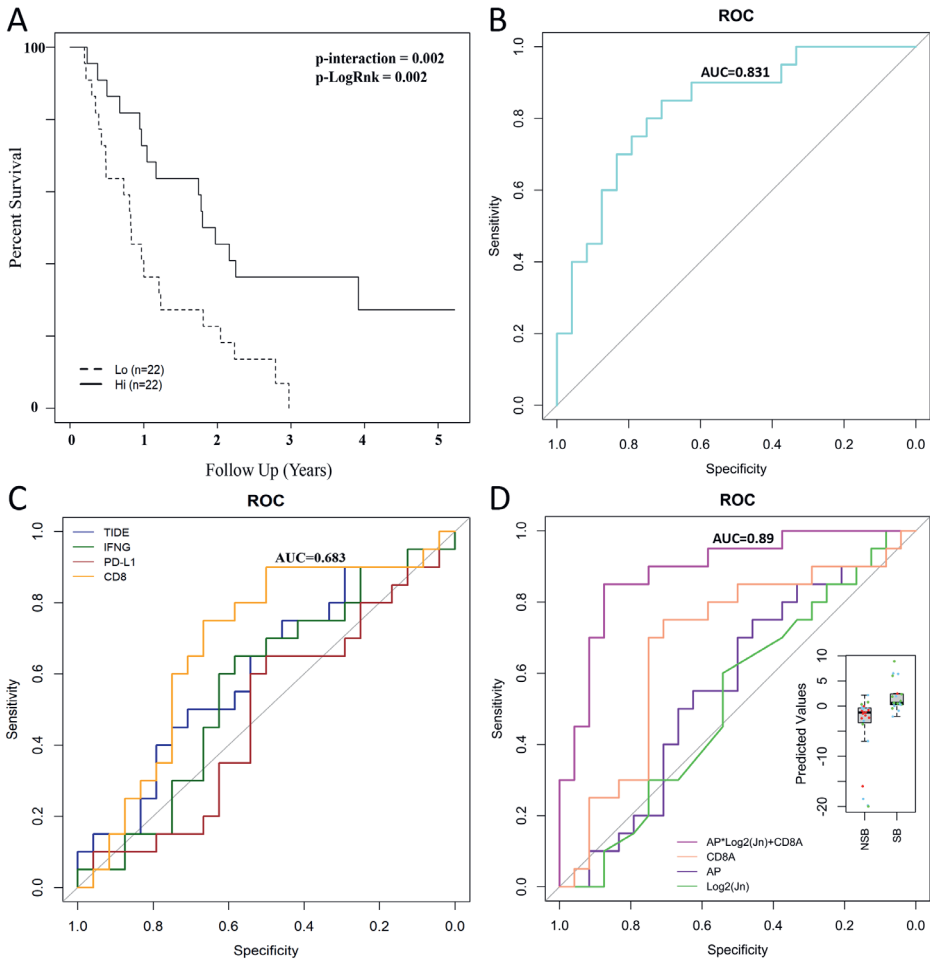 A
100
p-interaction = 0.002
p-LogRnk = 0.002
Percent Survival
Lo (n=22)
Hi (n=22)
0
0 1 2 3 4 5
Follow Up (Years)
B
ROC
AUC=0.831
Sensitivity
1.0
0.8
0.6
0.4
0.2
0.0
1.0 0.8 0.6 0.4 0.2 0.0
Specificity
C
ROC
TIDE
IFNG
PD-L1
CD8
AUC=0.683
Sensitivity
1.0
0.8
0.6
0.4
0.2
0.0
1.0 0.8 0.6 0.4 0.2 0.0
Specificity
D
ROC
AUC=0.89
Sensitivity
1.0
0.8
0.6
0.4
0.2
0.0
Predicted Values
10
5
0
-10
-20
NSB SB
AP*Log2(Jn)+CD8A
CD8A
AP
Log2(Jn)
1.0 0.8 0.6 0.4 0.2 0.0
Specificity